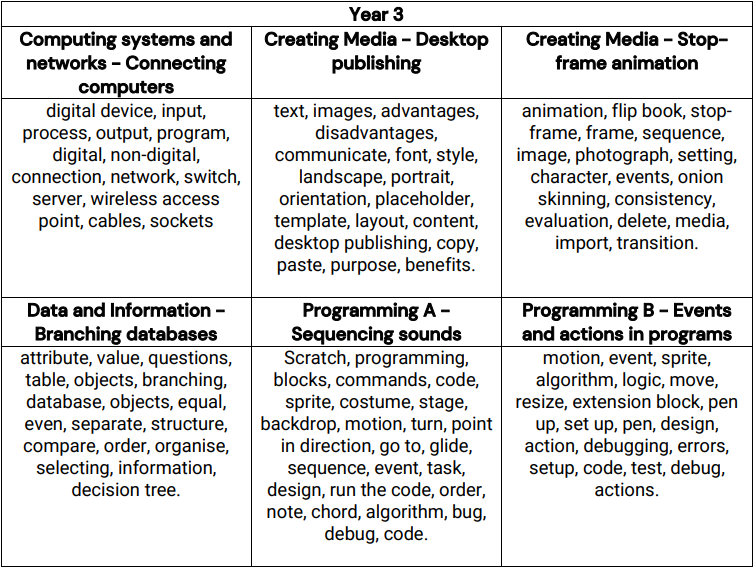 Year 3
Computing systems and
networks – Connecting
computers
digital device, input,
process, output, program,
digital, non-digital,
connection, network, switch,
server, wireless access
point, cables, sockets
Creating Media – Desktop
publishing
text, images, advantages,
disadvantages,
communicate, font, style,
landscape, portrait,
orientation, placeholder,
template, layout, content,
desktop publishing, copy,
paste, purpose, benefits.
Creating Media – Stop-
frame animation
animation, flip book, stop-
frame, frame, sequence,
image, photograph, setting,
character, events, onion
skinning, consistency,
evaluation, delete, media,
import, transition.
Data and Information –
Branching databases
attribute, value, questions,
table, objects, branching,
database, objects, equal,
even, separate, structure,
compare, order, organise,
selecting, information,
decision tree.
Programming A –
Sequencing sounds
Scratch, programming,
blocks, commands, code,
sprite, costume, stage,
backdrop, motion, turn, point
in direction, go to, glide,
sequence, event, task,
design, run the code, order,
note, chord, algorithm, bug,
debug, code.
Programming B – Events
and actions in programs
motion, event, sprite,
algorithm, logic, move,
resize, extension block, pen
up, set up, pen, design,
action, debugging, errors,
setup, code, test, debug,
actions.